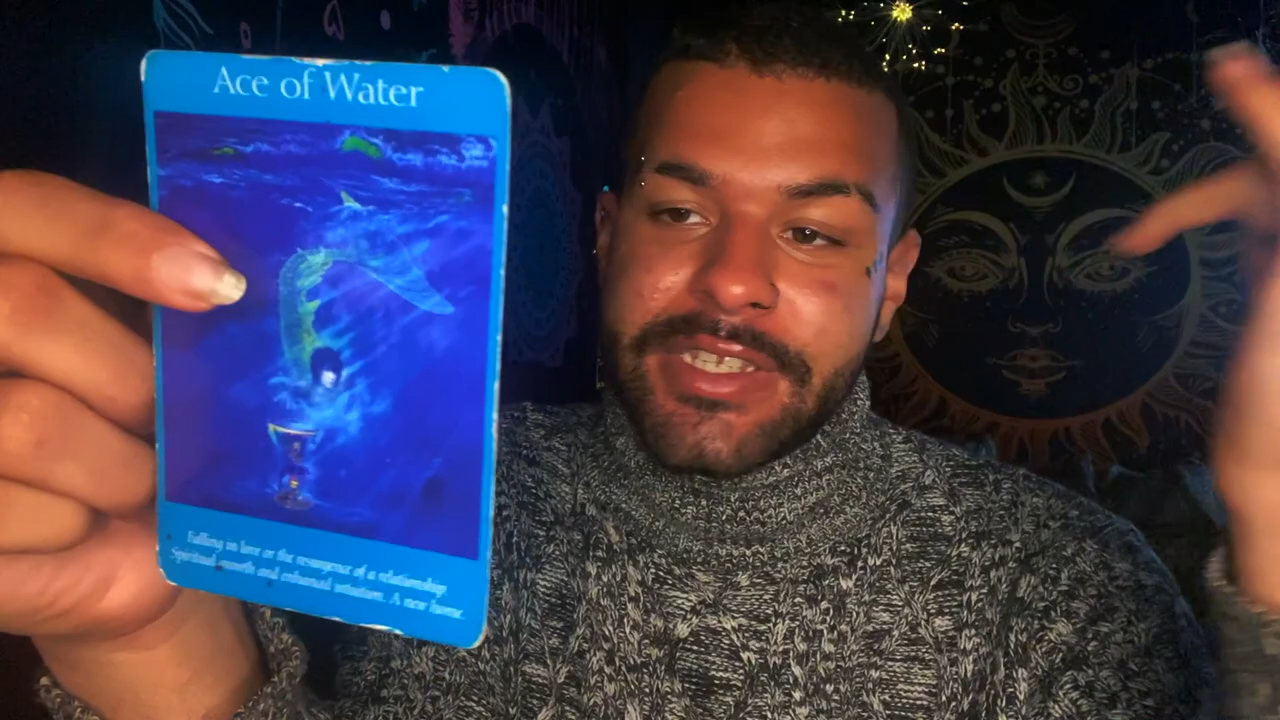 Ace of Water
Falling in love or the resurgence of a relationship.
Spiritual growth and enhanced intuition. A new home.